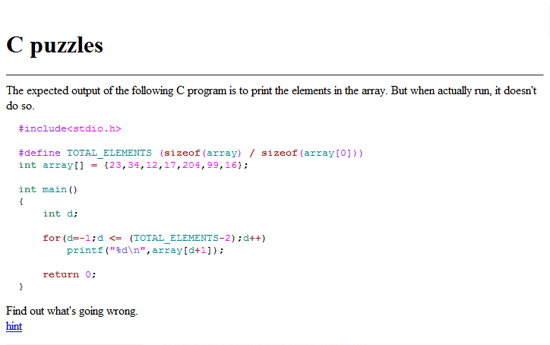 C puzzles
The expected output of the following C program is to print the elements in the array. But when actually run, it doesn't
do so.
#include<stdio.h>
#define TOTAL_ELEMENTS (sizeof(array) / sizeof(array[0]))
int array[] = {23,34,12,17,204,99,16};
int main()
{
int d;
for(d=-1;d <= (TOTAL_ELEMENTS-2);d++)
printf("%d\n",array[d+1]);
return 0;
}
Find out what's going wrong.
hint